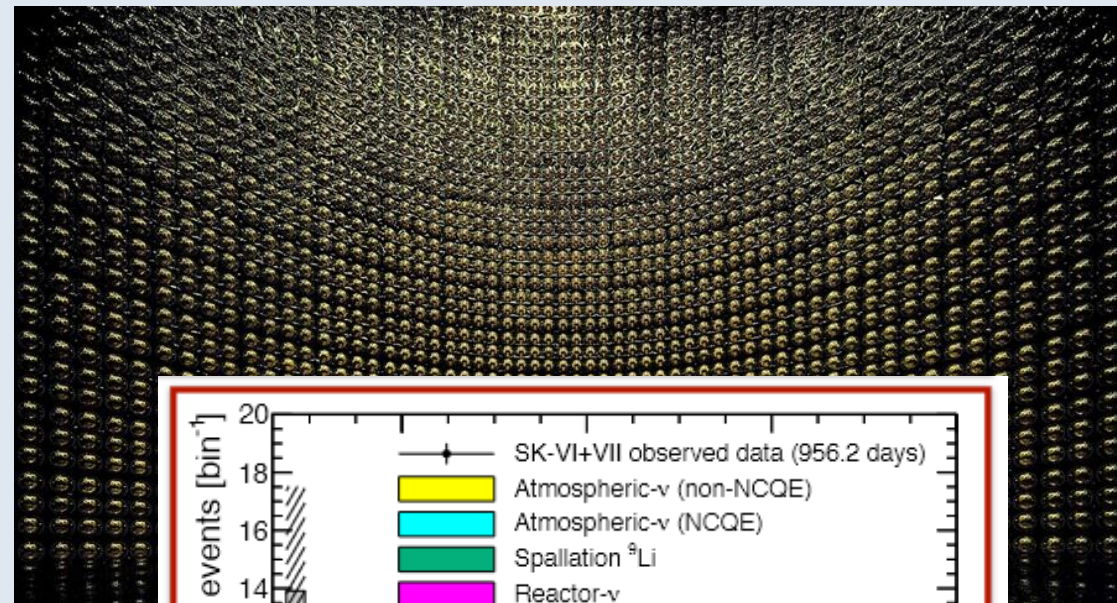 20
18
16
14
events [bin⁻¹]
SK-VI+VII observed data (956.2 days)
Atmospheric-ν (non-NCQE)
Atmospheric-ν (NCQE)
Spallation ⁹Li
Reactor-ν